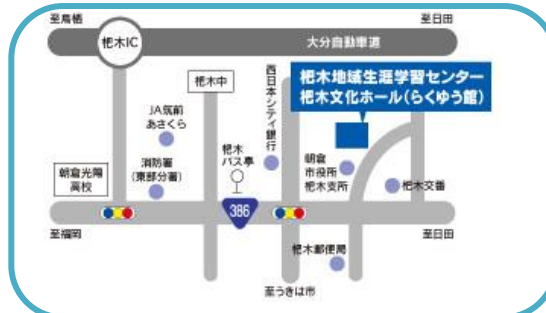 至鳥栖
至日田
杷木IC
大分自動車道
杷木中
西日本シティ銀行
杷木地域生涯学習センター
杷木文化ホール(らくゆう館)
JA筑前
あさくら
杷木
バス亭
朝倉光陽
高校
消防署
(東部分署)
朝倉
市役所
杷木支所
杷木交番
386
至福岡
至日田
杷木郵便局
至うきは市